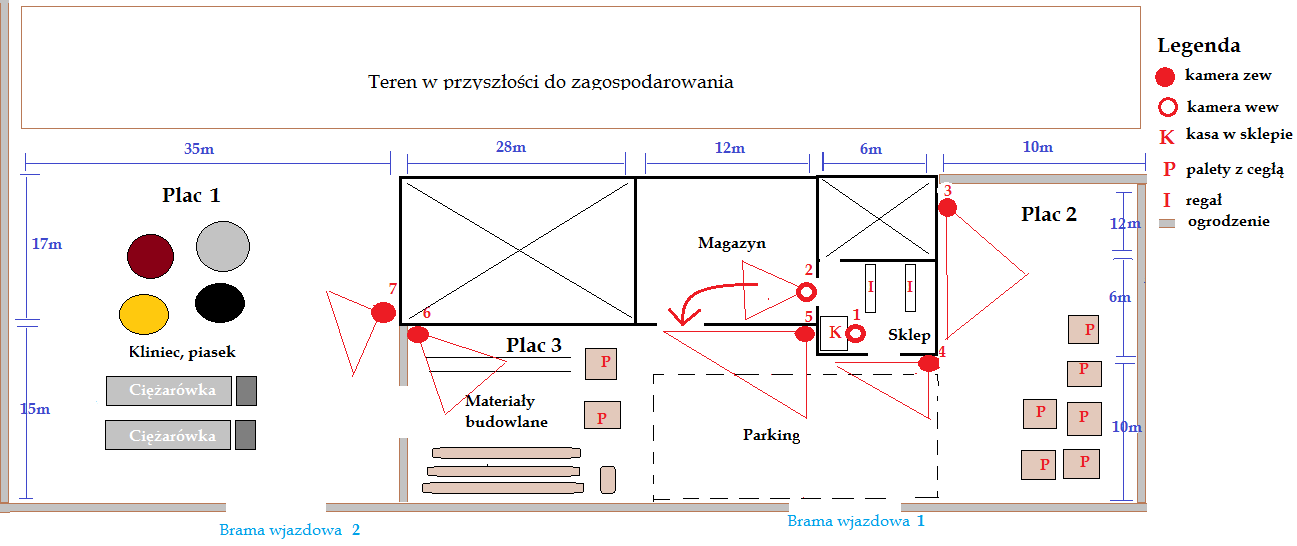 Teren w przyszłości do zagospodarowania
Legenda
kamera zew
kamera wew
K kasa w sklepie
P palety z cegłą
I regał
ogrodzenie
35m
28m
12m
6m
10m
Plac 1
17m
15m
Kliniec, piasek
Ciężarówka
Ciężarówka
7
6
Plac 3
P
P
Materiały
budowlane
Magazyn
2
5
1
K
I
I
Sklep
4
Parking
3
Plac 2
12m
6m
10m
P
P
P
P
P
P
Brama wjazdowa 2
Brama wjazdowa 1